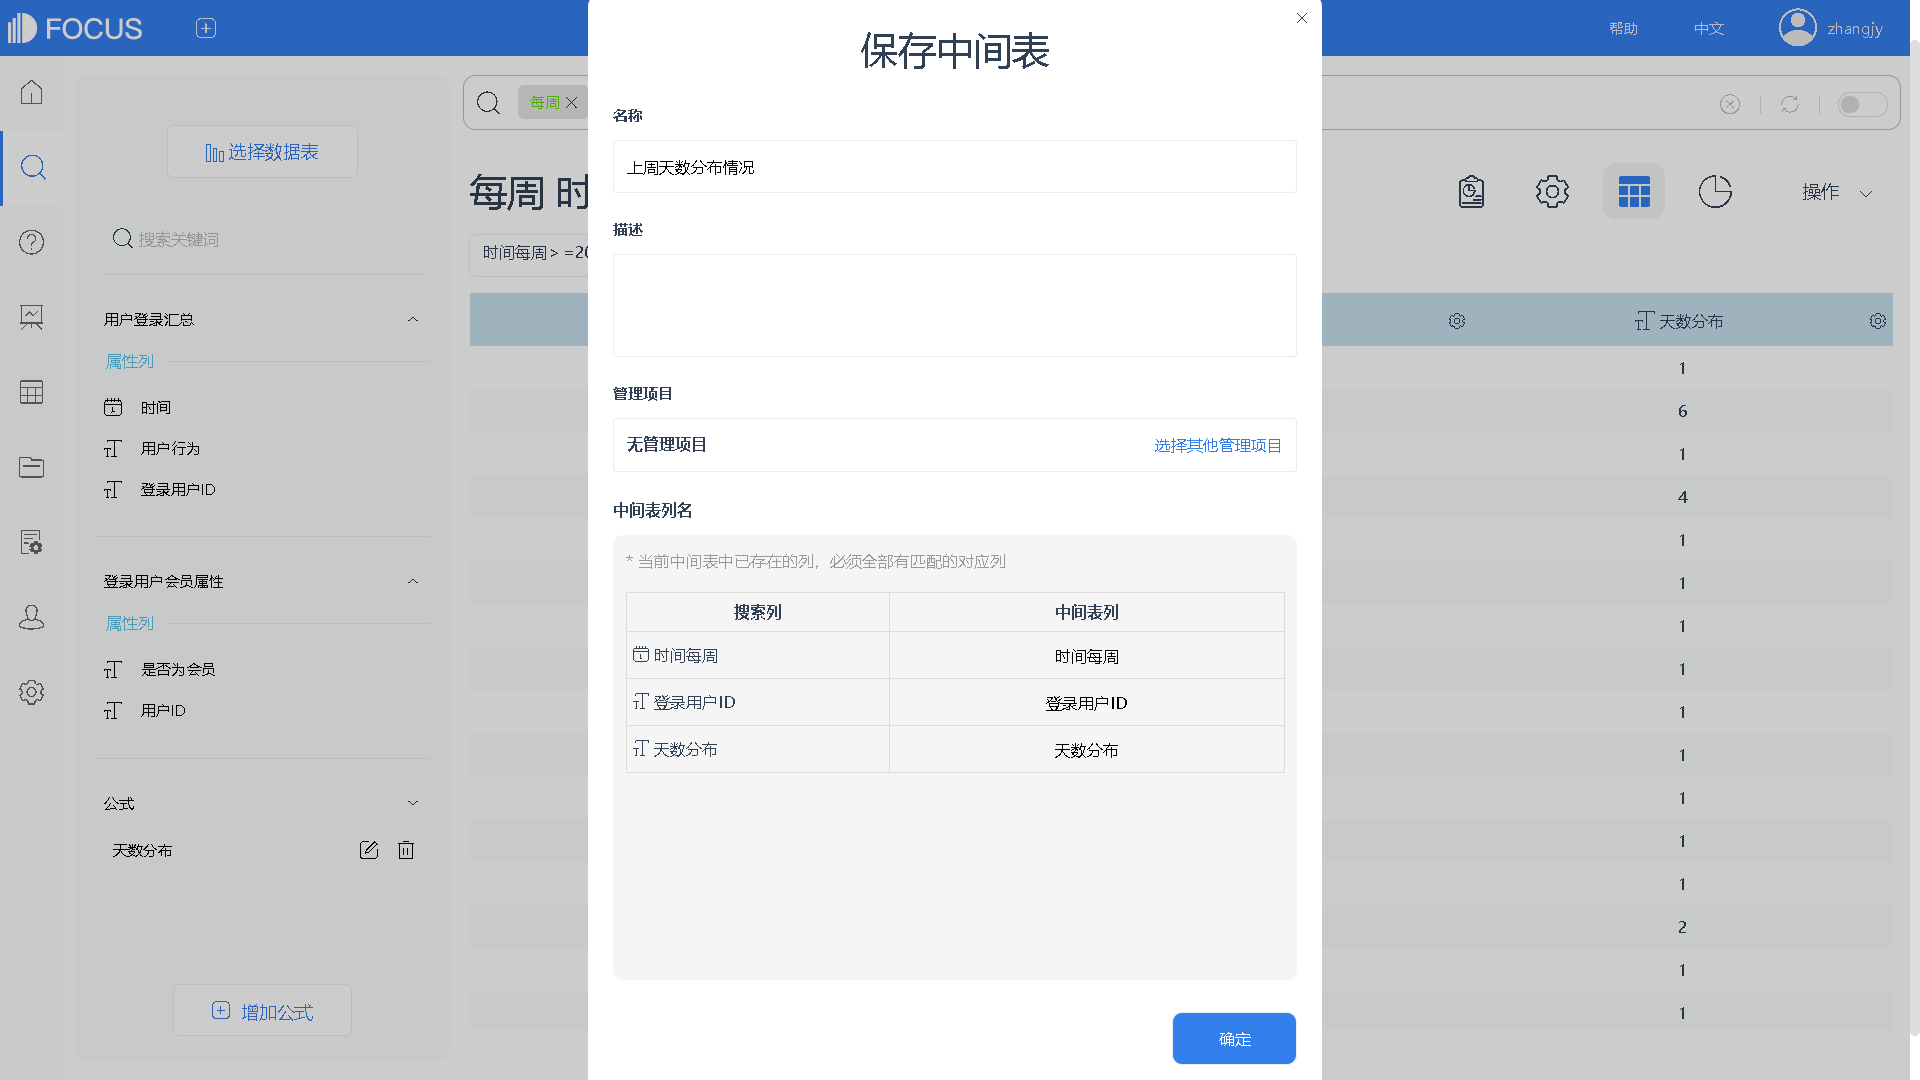 FOCUS
帮助
中文
zhangjy
选择数据表
搜索关键词
用户登录汇总
属性列
时间
用户行为
登录用户ID
登录用户会员属性
属性列
是否为会员
用户ID
公式
天数分布
增加公式
每周
每周 时
时间每周> =20
操作
天数分布
1
6
1
4
1
1
1
1
1
1
1
1
1
2
1
1
保存中间表
名称
上周天数分布情况
描述
管理项目
无管理项目
选择其他管理项目
中间表列名
* 当前中间表中已存在的列，必须全部有匹配的对应列
搜索列 中间表列
时间每周 时间每周
登录用户ID 登录用户ID
天数分布 天数分布
确定